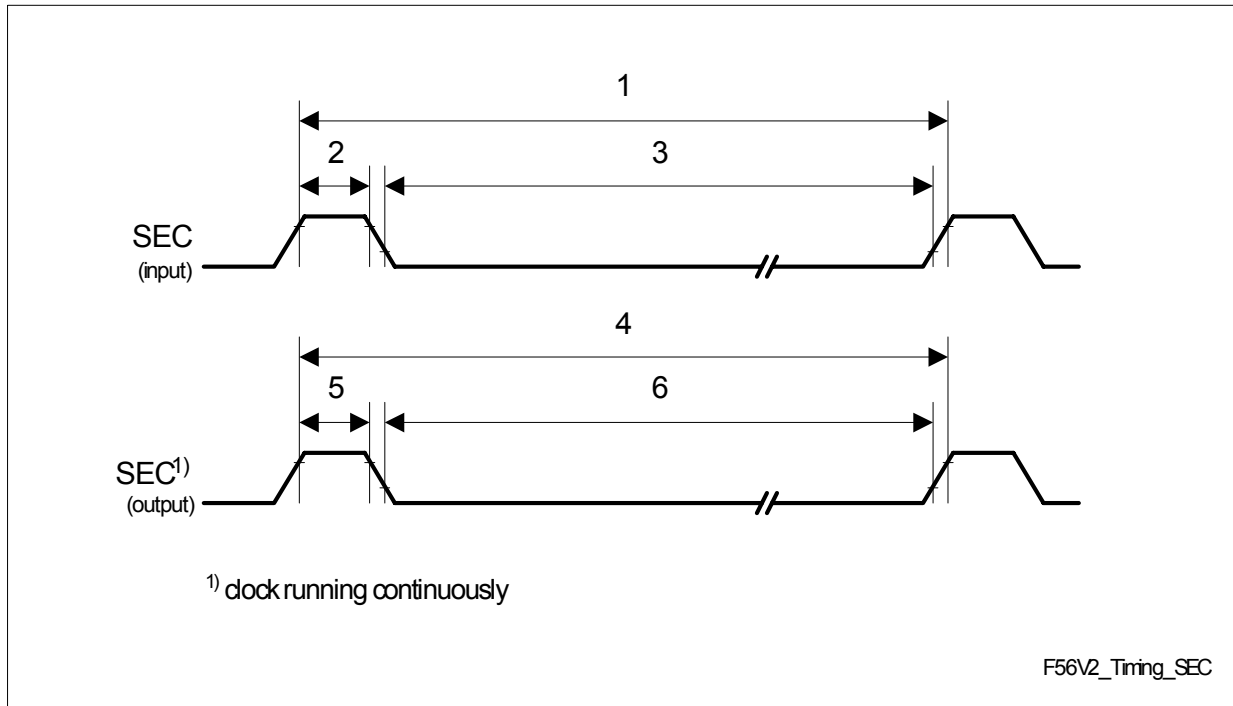 1
2
3
SEC
(input)
4
5
6
SEC1)
(output)
1) clock running continuously
F56V2_Timing_SEC